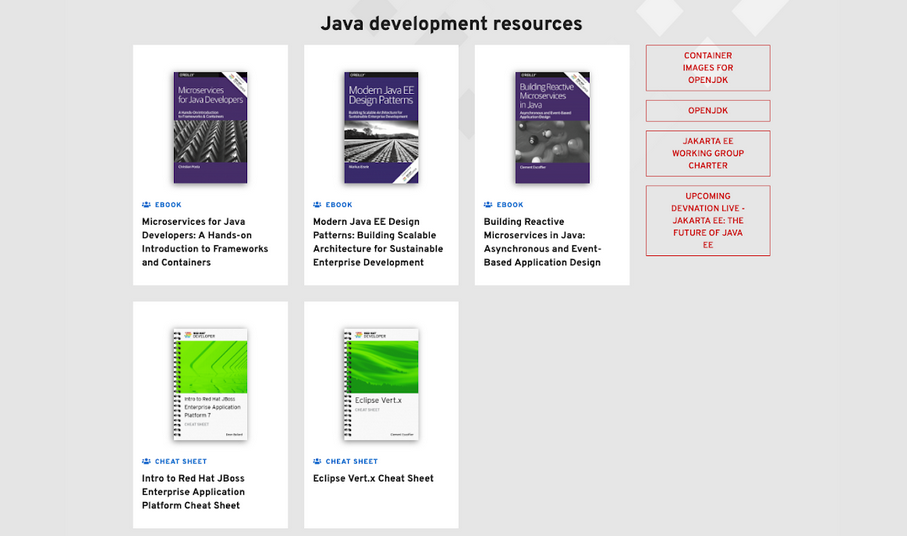 Java development resources
O'REILLY
Microservices
for Java Developers
A Hands-On Introduction
to Frameworks & Containers
Christian Posta
EBOOK
Microservices for Java
Developers: A Hands-on
Introduction to Frameworks
and Containers
O'REILLY
Modern Java EE
Design Patterns
Building Scalable Architecture for
Sustainable Enterprise Development
Markus Eisele
EBOOK
Modern Java EE Design
Patterns: Building Scalable
Architecture for Sustainable
Enterprise Development
O'REILLY
Building Reactive
Microservices
in Java
Asynchronous and Event-Based
Application Design
Clement Escoffier
EBOOK
Building Reactive
Microservices in Java:
Asynchronous and Event-
Based Application Design
CONTAINER
IMAGES FOR
OPENJDK
OPENJDK
JAKARTA EE
WORKING GROUP
CHARTER
UPCOMING
DEVNATION LIVE -
JAKARTA EE: THE
FUTURE OF JAVA
EE
RED HAT
DEVELOPER
Intro to Red Hat JBoss
Enterprise Application
Platform 7
CHEAT SHEET
CHEAT SHEET
Intro to Red Hat JBoss
Enterprise Application
Platform Cheat Sheet
RED HAT
DEVELOPER
Eclipse Vert.x
CHEAT SHEET
Clement Escoffier
CHEAT SHEET
Eclipse Vert.x Cheat Sheet